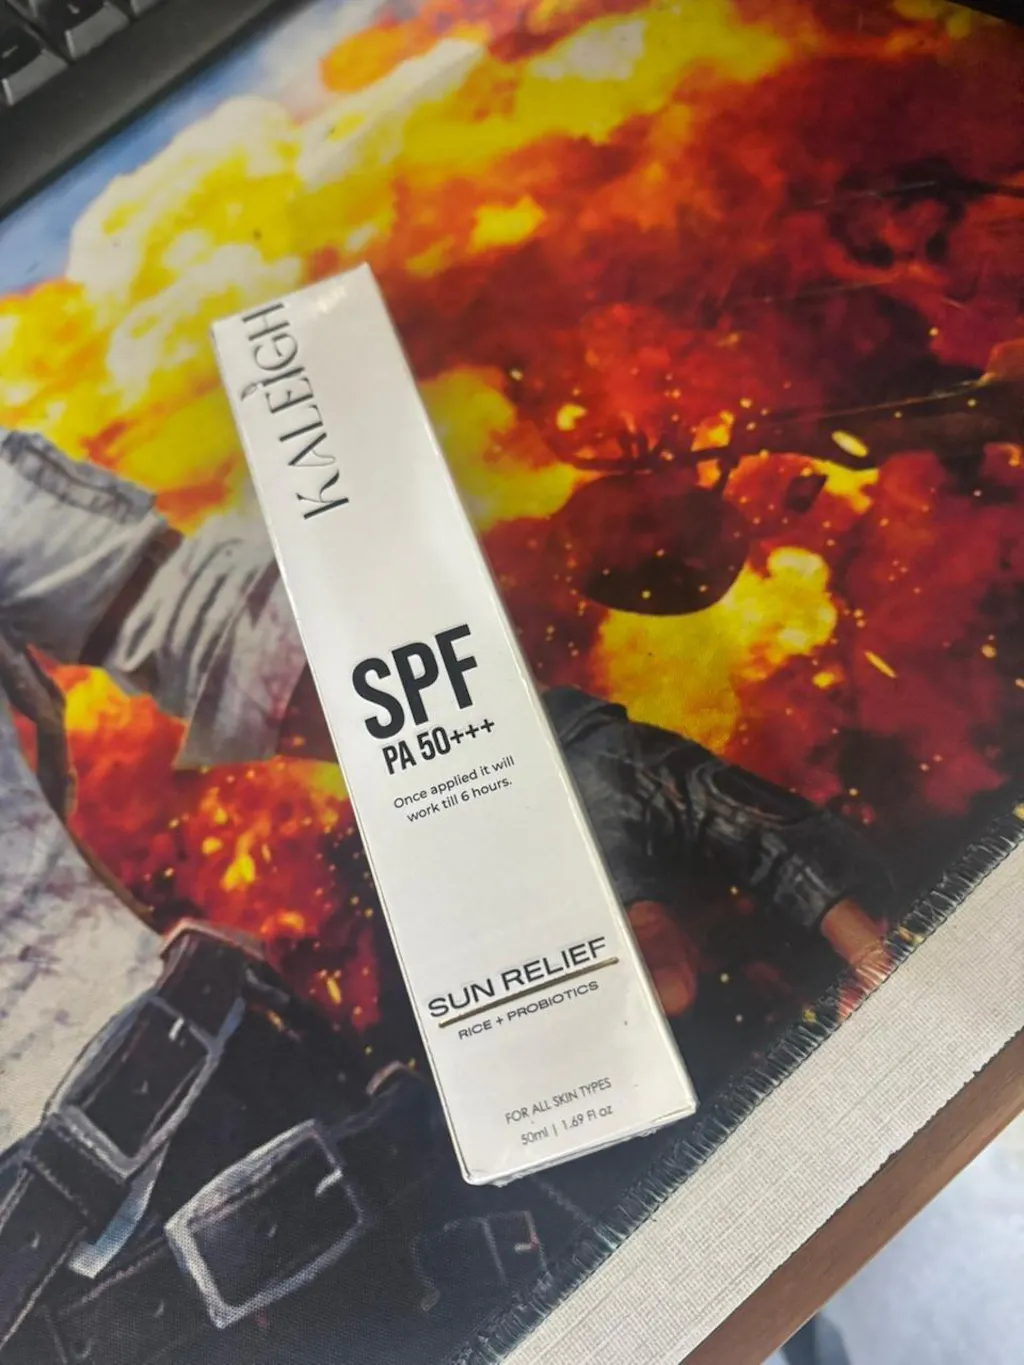 KALEIGH
SPF
PA 50+++
Once applied it will
work till 6 hours.
SUN RELIEF
RICE + PROBIOTICS
FOR ALL SKIN TYPES
50ml | 1.69 Fl oz